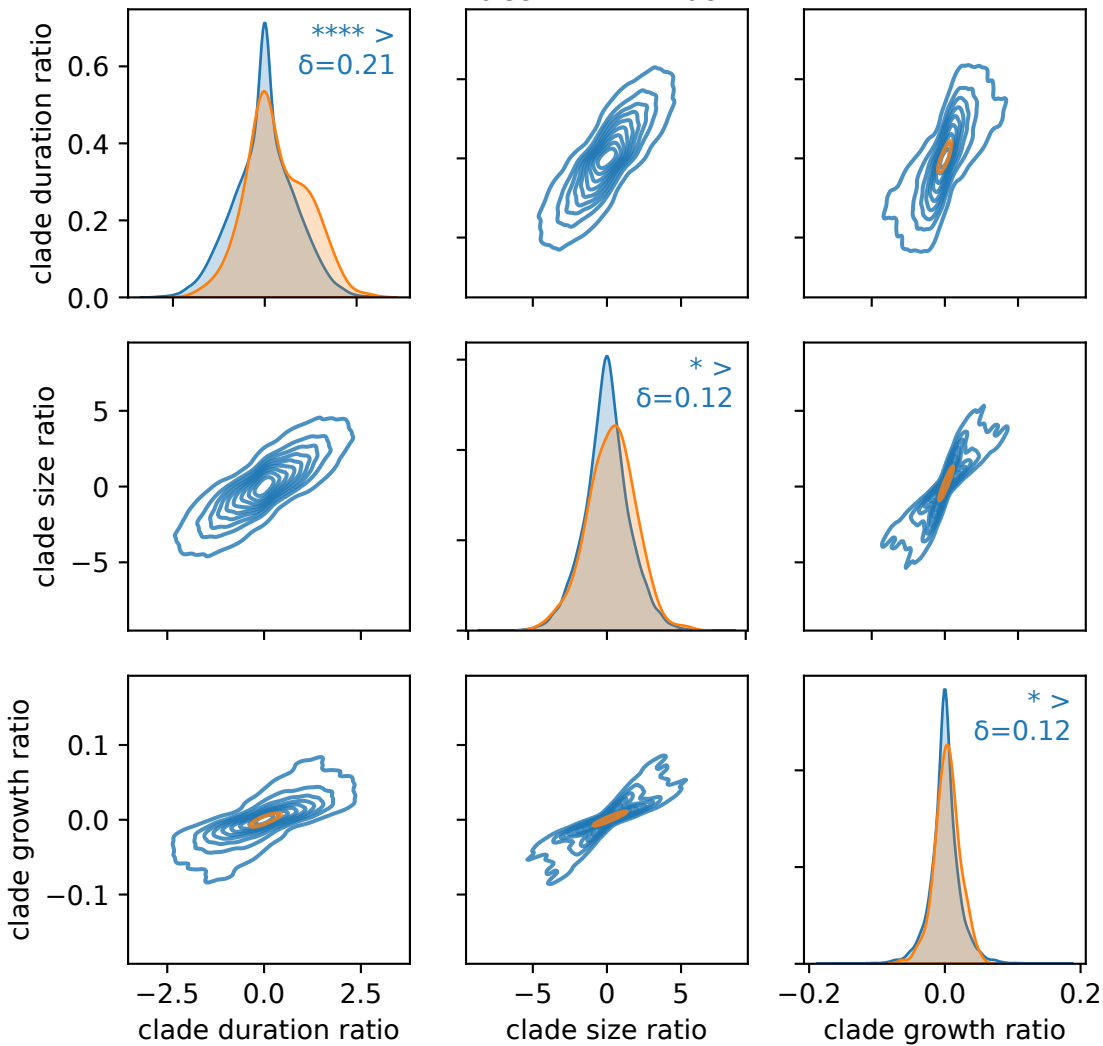 clade duration ratio
0.6
0.4
0.2
0.0
**** >
δ=0.21
clade size ratio
5
0
−5
* >
δ=0.12
clade growth ratio
0.1
0.0
−0.1
* >
δ=0.12
−2.5 0.0 2.5
−5 0 5
−0.2 0.0 0.2
clade duration ratio
clade size ratio
clade growth ratio